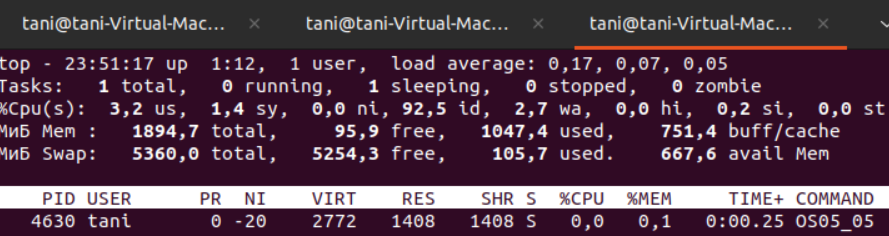 tani@tani-Virtual-Mac... × tani@tani-Virtual-Mac... × tani@tani-Virtual-Mac... ×
top - 23:51:17 up  1:12,  1 user,  load average: 0,17, 0,07, 0,05
Tasks:   1 total,   0 running,   1 sleeping,   0 stopped,   0 zombie
%Cpu(s):  3,2 us,  1,4 sy,  0,0 ni, 92,5 id,  2,7 wa,  0,0 hi,  0,2 si,  0,0 st
МиБ Mem :   1894,7 total,     95,9 free,   1047,4 used,    751,4 buff/cache
МиБ Swap:   5360,0 total,   5254,3 free,    105,7 used.    667,6 avail Mem
PID USER      PR  NI    VIRT    RES    SHR S  %CPU  %MEM     TIME+ COMMAND
4630 tani       0 -20    2772   1408   1408 S   0,0   0,1   0:00.25 OS05_05